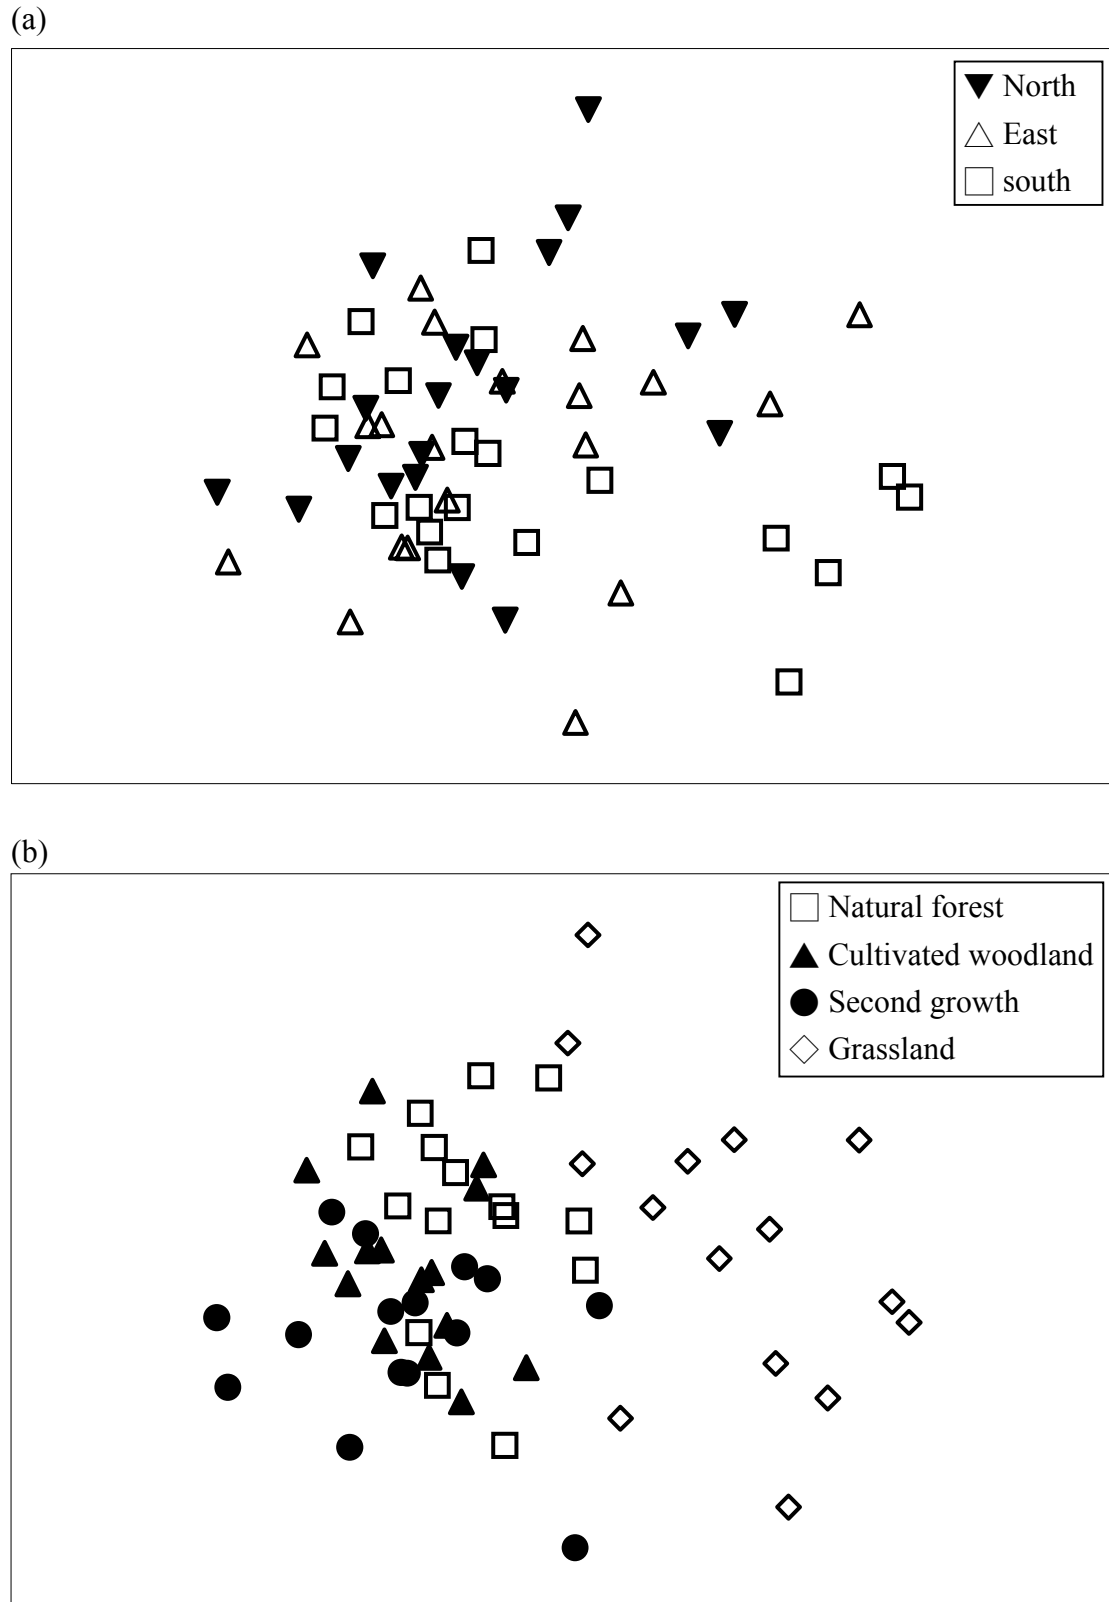 (a)
North
East
south
(b)
Natural forest
Cultivated woodland
Second growth
Grassland